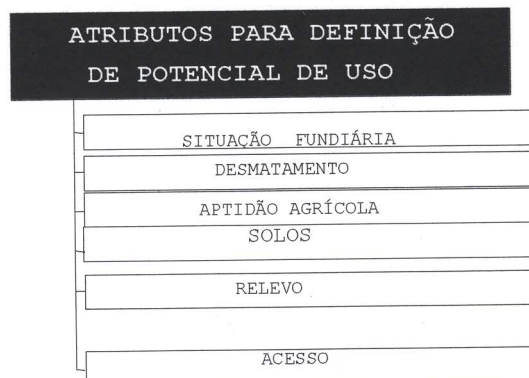 ATRIBUTOS PARA DEFINIÇÃO
DE POTENCIAL DE USO
SITUAÇÃO FUNDIÁRIA
DESMATAMENTO
APTIDÃO AGRÍCOLA
SOLOS
RELEVO
ACESSO